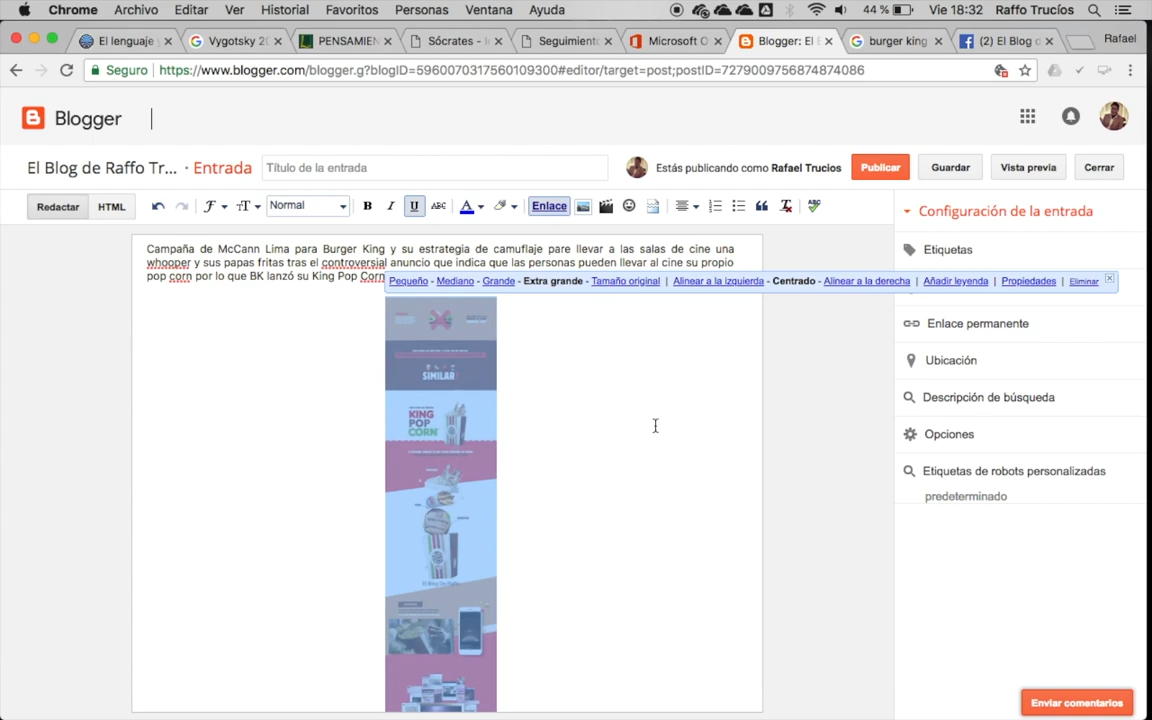 Chrome Archivo Editar Ver Historial Favoritos Personas Ventana Ayuda 44 % Vie 18:32 Raffo Trucíos
El lenguaje Vygotsky 20 PENSAMIEN Sócrates - Seguimiento Microsoft O Blogger: El B burger king (2) El Blog d Rafael
Seguro https://www.blogger.com/blogger.g?blogID=5960070317560109300#editor/target=post;postID=7279009756874874086
Blogger
El Blog de Raffo Tr... · Entrada Título de la entrada Estás publicando como Rafael Trucios Publicar Guardar Vista previa Cerrar
Redactar HTML Normal B I U ABC A Enlace
Configuración de la entrada
Etiquetas
Enlace permanente
Ubicación
Descripción de búsqueda
Opciones
Etiquetas de robots personalizadas
predeterminado
Campaña de McCann Lima para Burger King y su estrategia de camuflaje pare llevar a las salas de cine una
whooper y sus papas fritas tras el controversial anuncio que indica que las personas pueden llevar al cine su propio
pop corn por lo que BK lanzó su King Pop Corn
Pequeño - Mediano - Grande - Extra grande - Tamaño original | Alinear a la izquierda - Centrado - Alinear a la derecha | Añadir leyenda | Propiedades | Eliminar
SIMILAR
KING
POP
CORN
Enviar comentarios